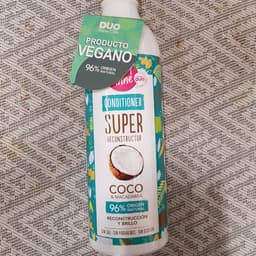 DUO
PRODUCTO
VEGANO
96% ORIGEN
NATURAL
CONDITIONER
SUPER
RECONSTRUCTOR
COCO
& MACADAMIA
96% ORIGEN
NATURAL
RECONSTRUCCIÓN
Y BRILLO